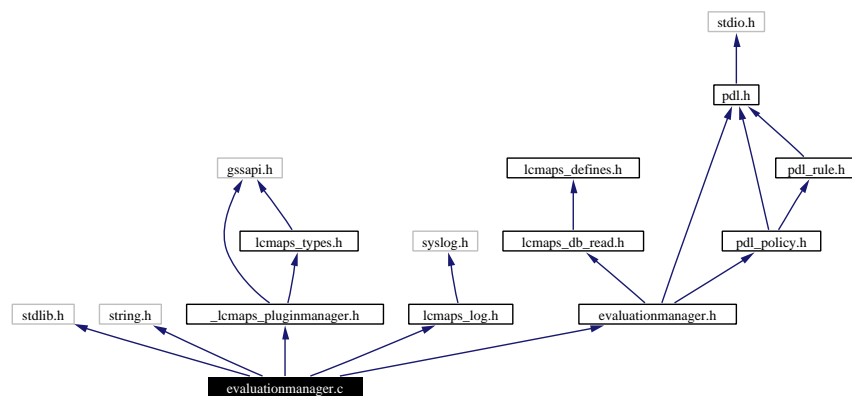 stdio.h
pdl.h
gssapi.h
lcmaps_defines.h
pdl_rule.h
lcmaps_types.h
syslog.h
lcmaps_db_read.h
pdl_policy.h
stdlib.h
string.h
_lcmaps_pluginmanager.h
lcmaps_log.h
evaluationmanager.h
evaluationmanager.c